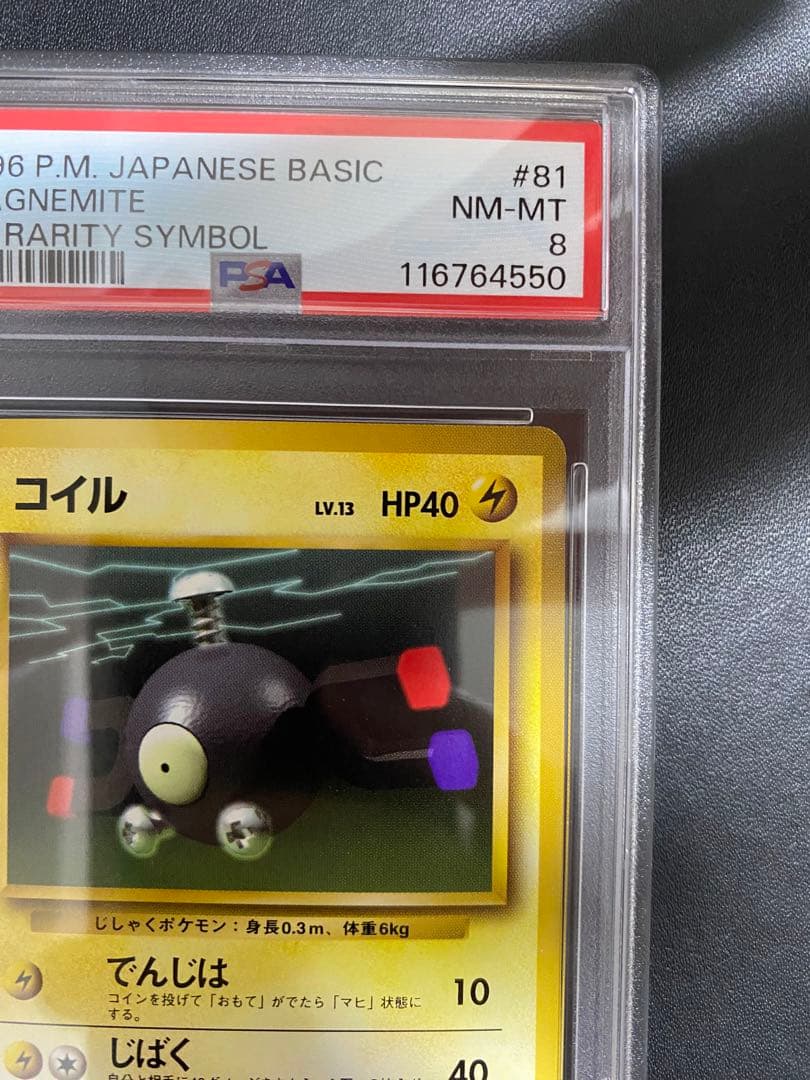 96 P.M. JAPANESE BASIC #81
AGNEMITE NM-MT
RARITY SYMBOL 8
PSA 116764550
コイル LV.13 HP40
じしゃくポケモン：身長0.3m、体重6kg
でんじは 10
コインを投げて「おもて」がでたら「マヒ」状態に
する。
じばく 40